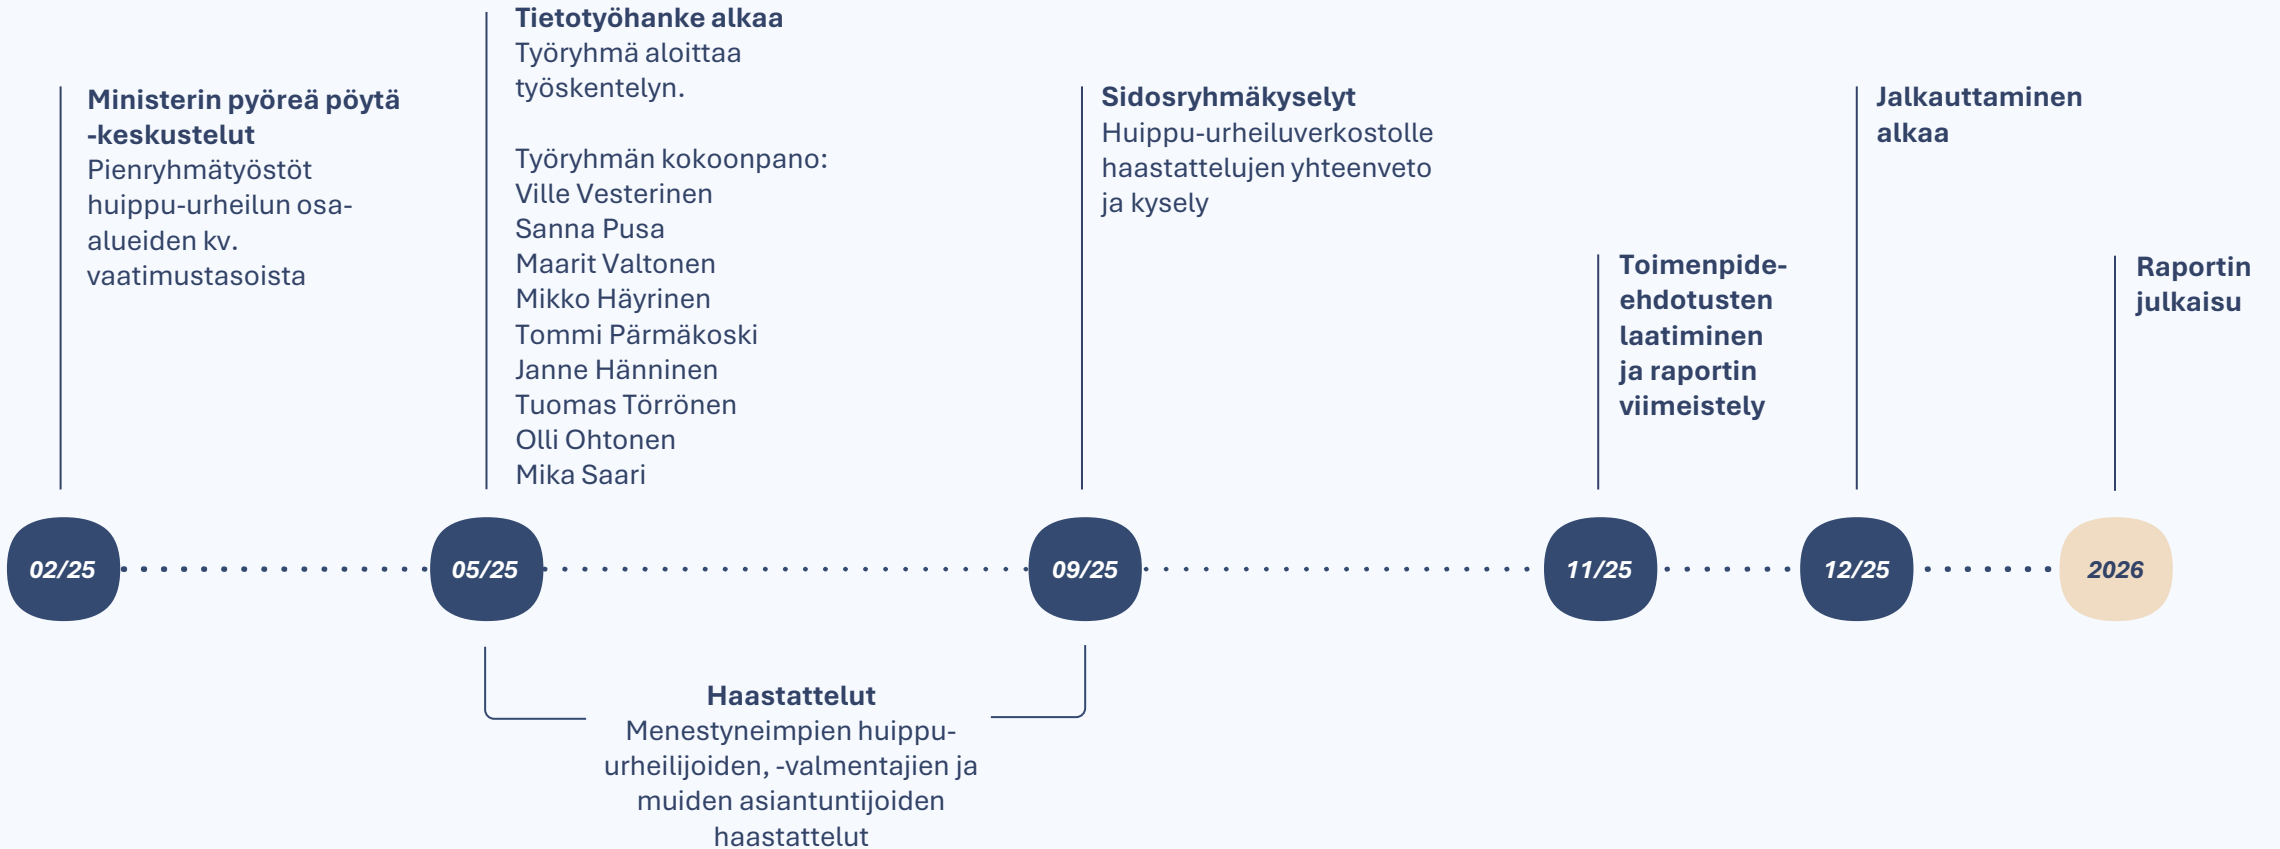 Ministerin pyöreä pöytä
-keskustelut
Pienryhmätyöstöt
huippu-urheilun osa-
alueiden kv.
vaatimustasoista
Tietotyöhanke alkaa
Työryhmä aloittaa
työskentelyn.
Työryhmän kokoonpano:
Ville Vesterinen
Sanna Pusa
Maarit Valtonen
Mikko Häyrinen
Tommi Pärmäkoski
Janne Hänninen
Tuomas Törrönen
Olli Ohtonen
Mika Saari
Sidosryhmäkyselyt
Huippu-urheiluverkostolle
haastattelujen yhteenveto
ja kysely
Toimenpide-
ehdotusten
laatiminen
ja raportin
viimeistely
Jalkauttaminen
alkaa
Raportin
julkaisu
02/25
05/25
09/25
11/25
12/25
2026
Haastattelut
Menestyneimpien huippu-
urheilijoiden, -valmentajien ja
muiden asiantuntijoiden
haastattelut